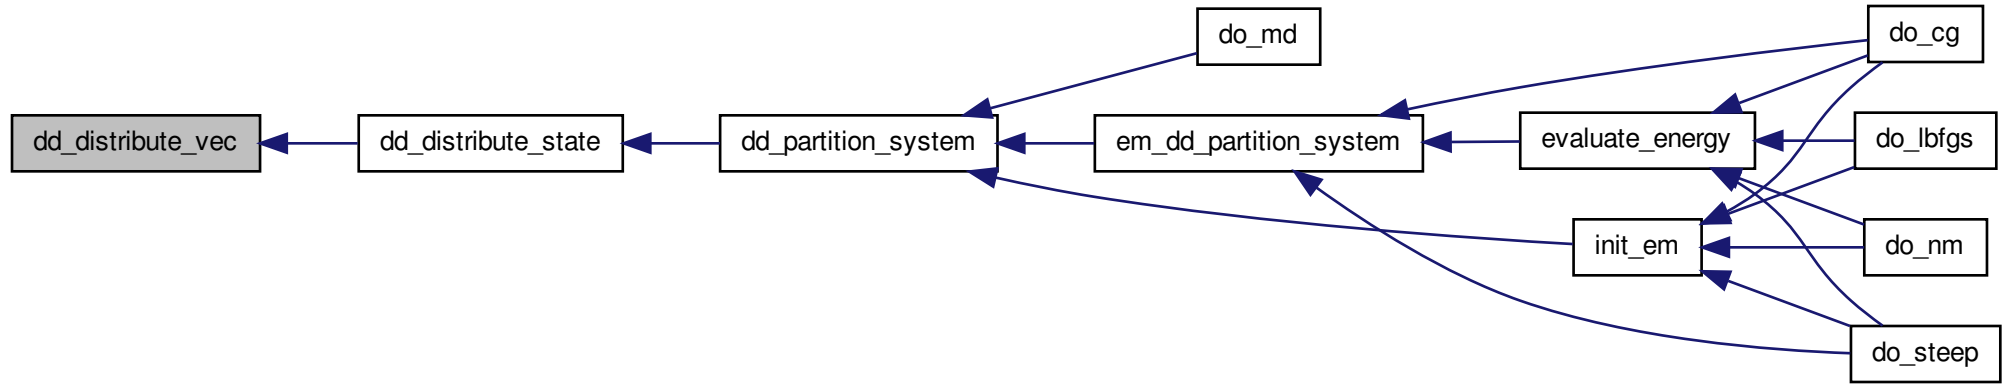 dd_distribute_vec
dd_distribute_state
dd_partition_system
do_md
em_dd_partition_system
evaluate_energy
init_em
do_cg
do_lbfgs
do_nm
do_steep